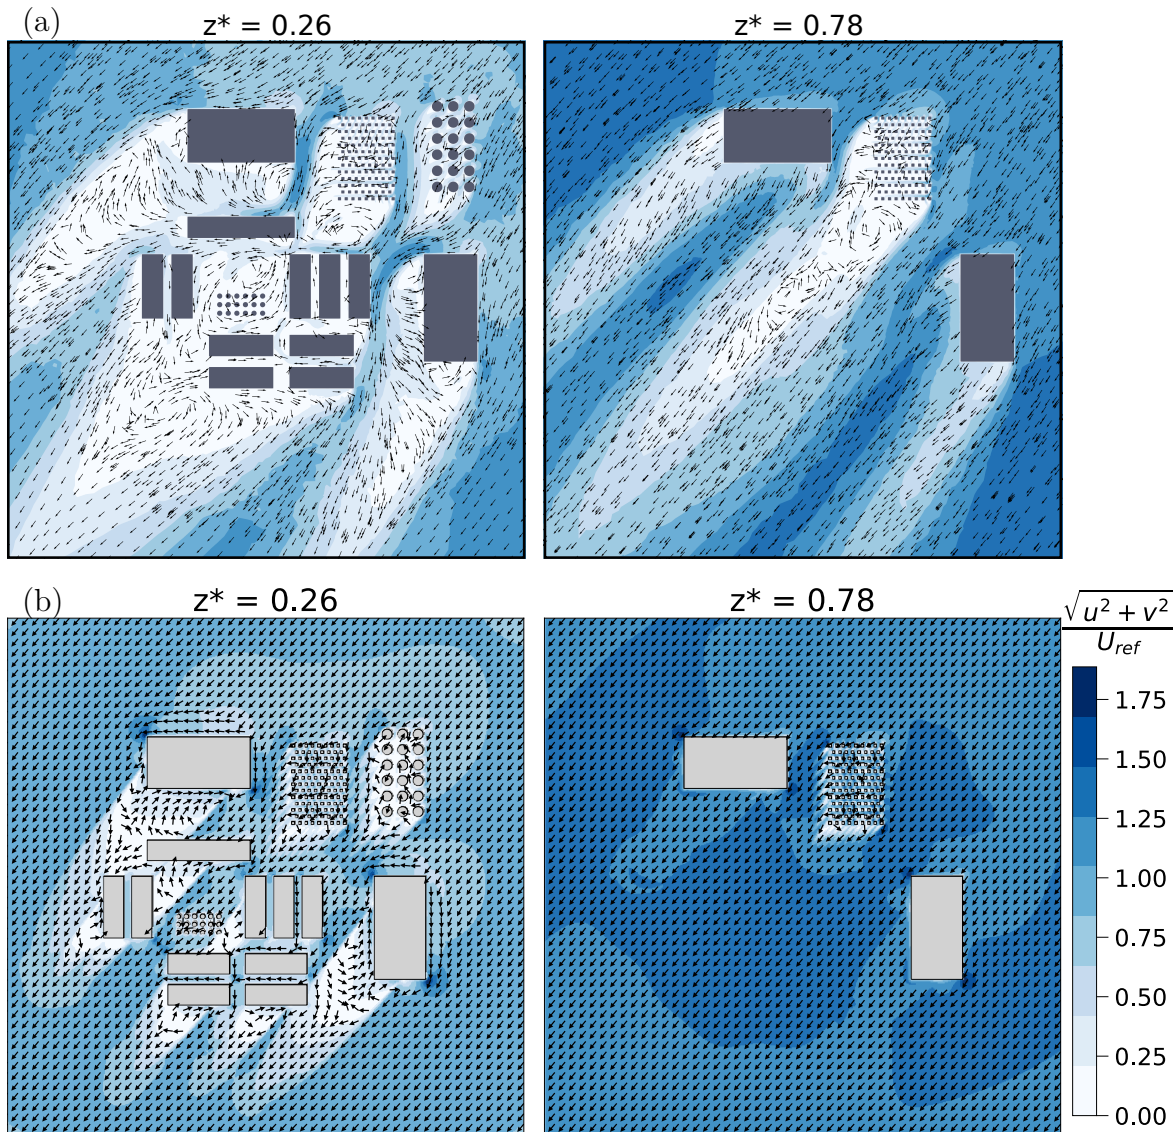 (a)
z* = 0.26
z* = 0.78
(b)
z* = 0.26
z* = 0.78
√u² + v²
U_ref
1.75
1.50
1.25
1.00
0.75
0.50
0.25
0.00